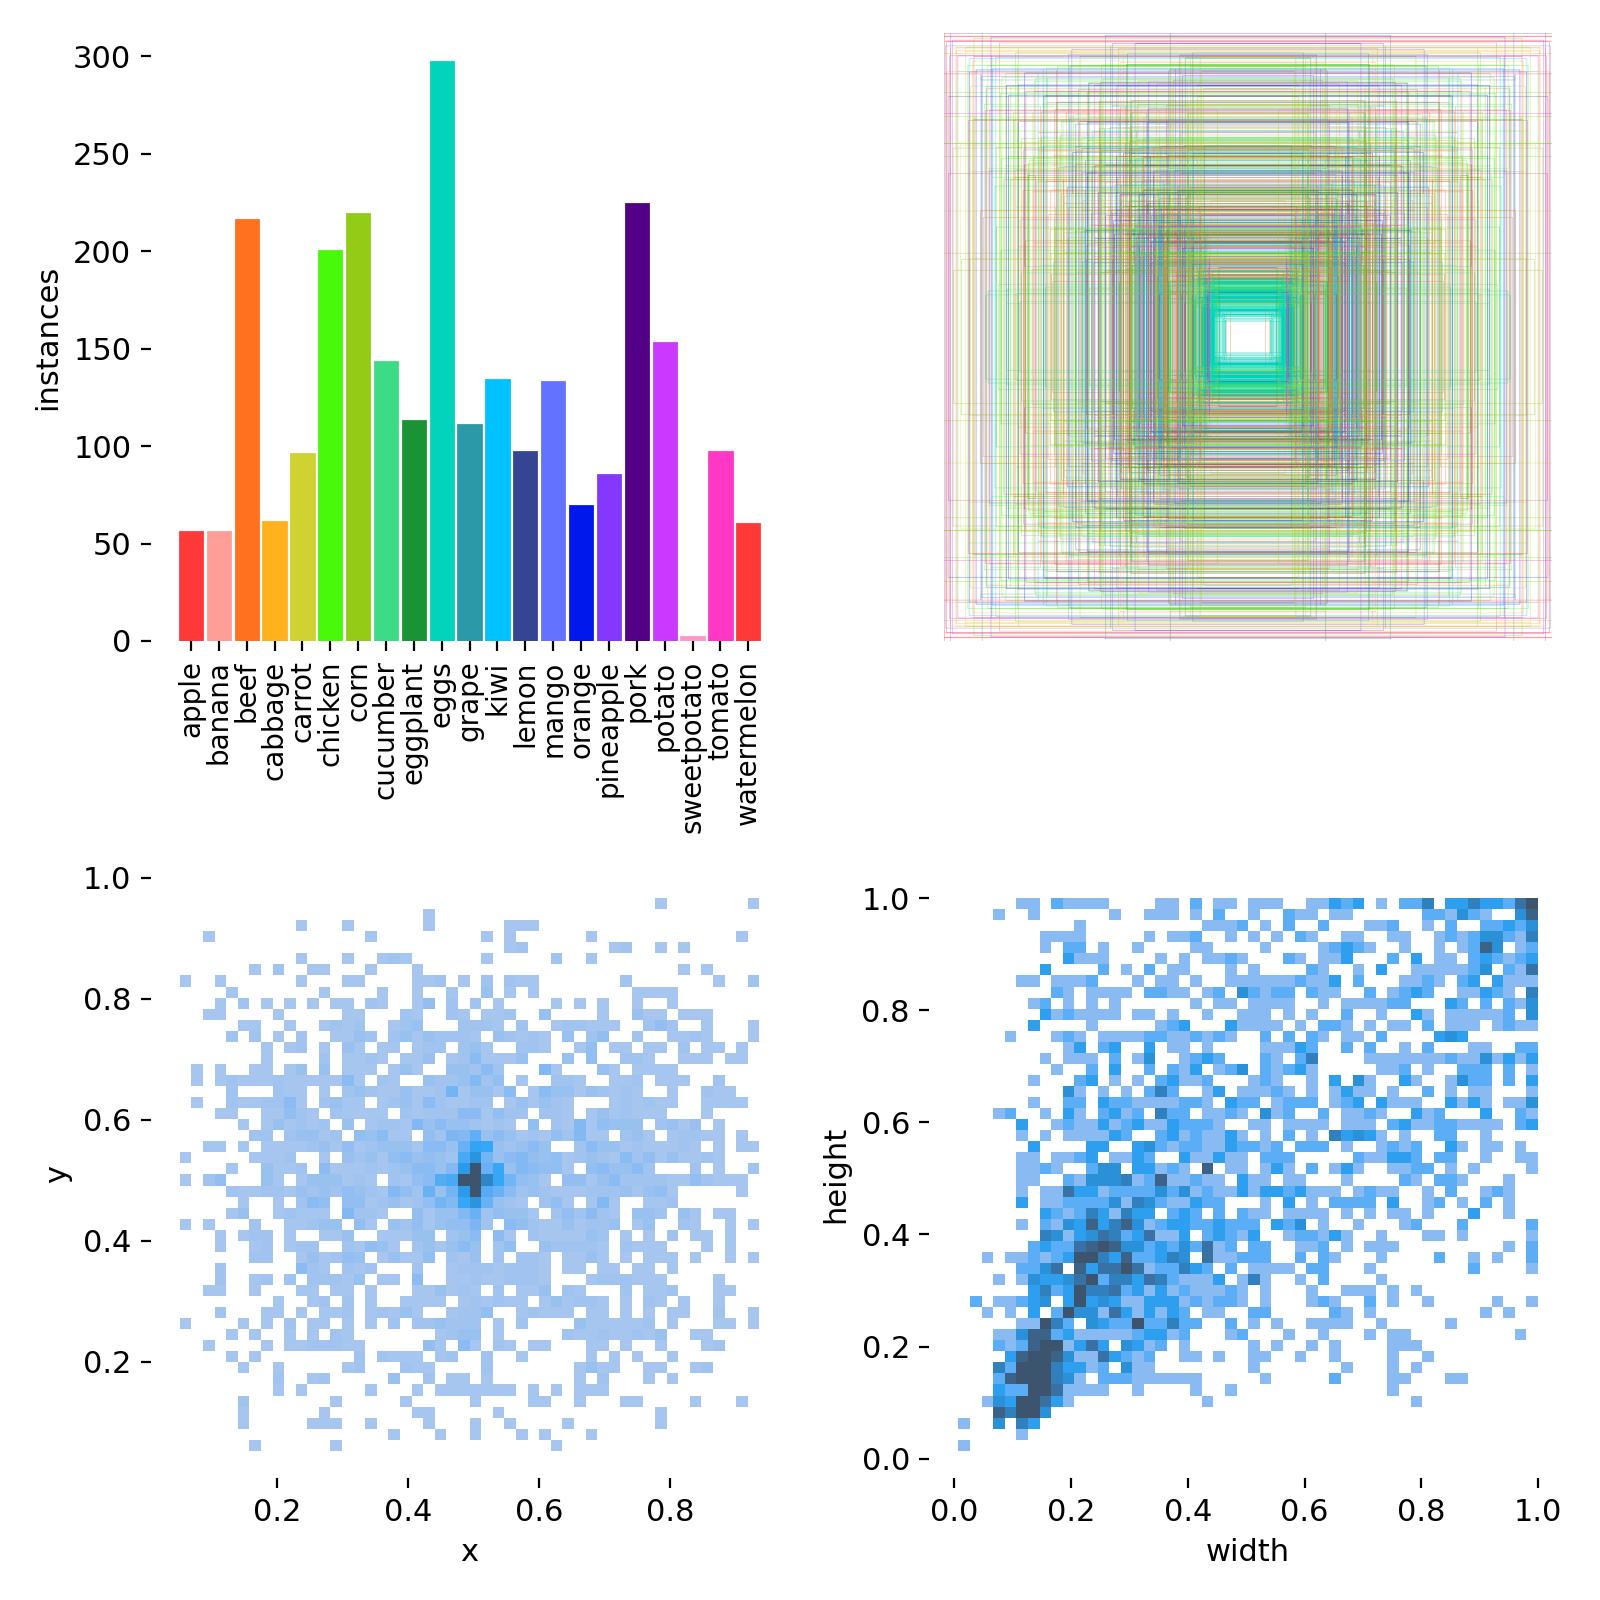 300
250
200
150
100
50
0
instances
apple
banana
beef
cabbage
carrot
chicken
corn
cucumber
eggplant
eggs
grape
kiwi
lemon
mango
orange
pineapple
pork
potato
sweetpotato
tomato
watermelon
1.0
0.8
0.6
0.4
0.2
y
0.2 0.4 0.6 0.8
x
1.0
0.8
0.6
0.4
0.2
0.0
height
0.0 0.2 0.4 0.6 0.8 1.0
width